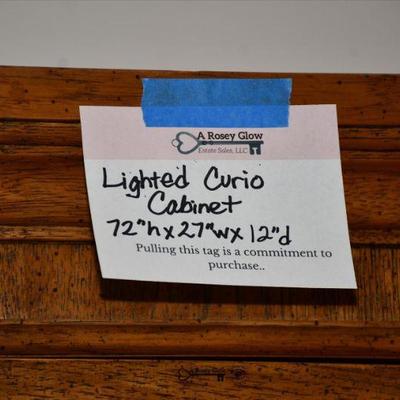 A Rosey Glow
Estate Sales, LLC
Lighted Curio
Cabinet
72"h x 27"w x 12"d
Pulling this tag is a commitment to
purchase..